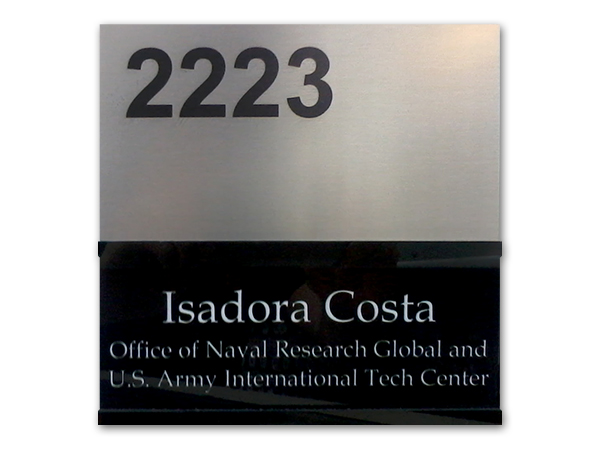 2223
Isadora Costa
Office of Naval Research Global and
U.S. Army International Tech Center